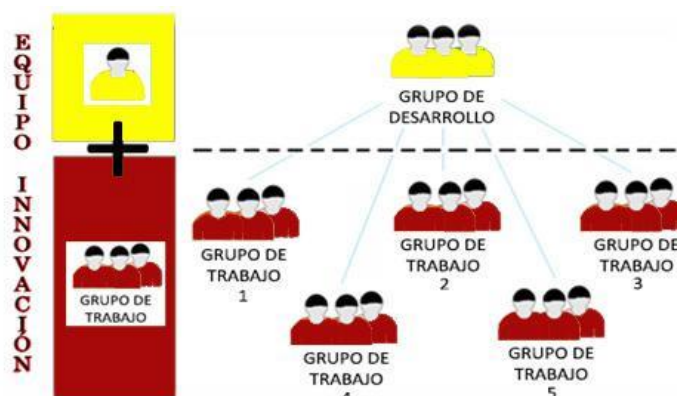 EQUIPO
INNOVACIÓN
GRUPO DE
TRABAJO
GRUPO DE
DESARROLLO
GRUPO DE
TRABAJO
1
GRUPO DE
TRABAJO
2
GRUPO DE
TRABAJO
3
GRUPO DE
TRABAJO
4
GRUPO DE
TRABAJO
5